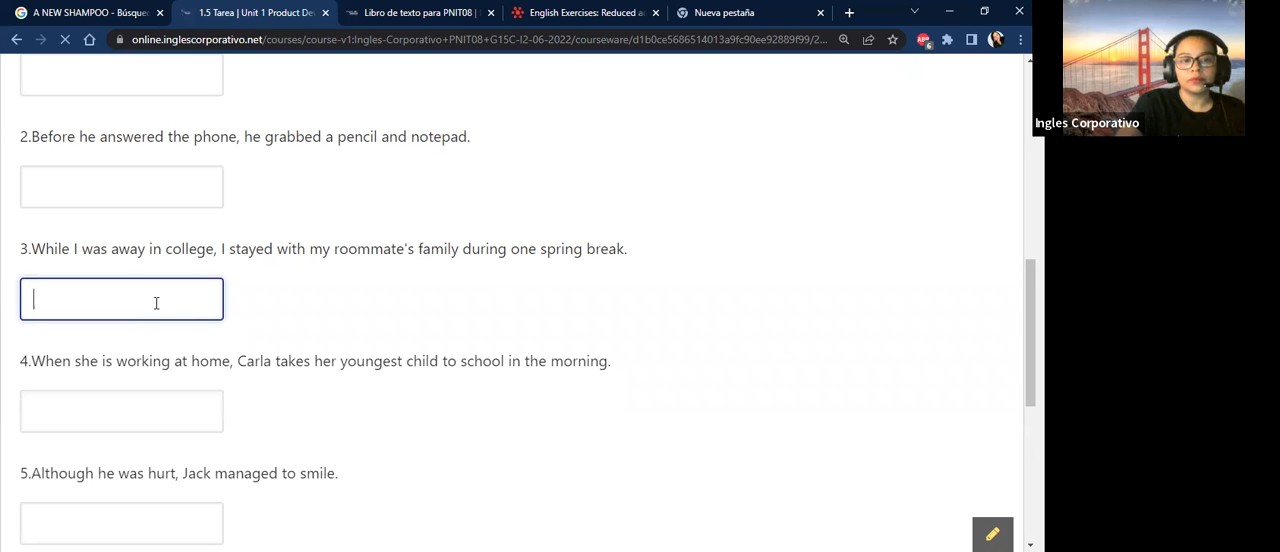 A NEW SHAMPOO - Búsque
1.5 Tarea | Unit 1 Product De
Libro de texto para PNIT08 |
English Exercises: Reduced a
Nueva pestaña
online.inglescorporativo.net/courses/course-v1:Ingles-Corporativo+PNIT08+G15C-I2-06-2022/courseware/d1b0ce5686514013a9fc90ee92889f99/2...
6
Ingles Corporativo
2.Before he answered the phone, he grabbed a pencil and notepad.
3.While I was away in college, I stayed with my roommate's family during one spring break.
4.When she is working at home, Carla takes her youngest child to school in the morning.
5.Although he was hurt, Jack managed to smile.